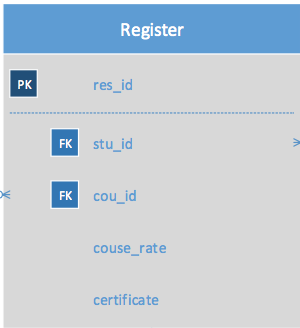 Register
PK res_id
FK stu_id
FK cou_id
couse_rate
certificate